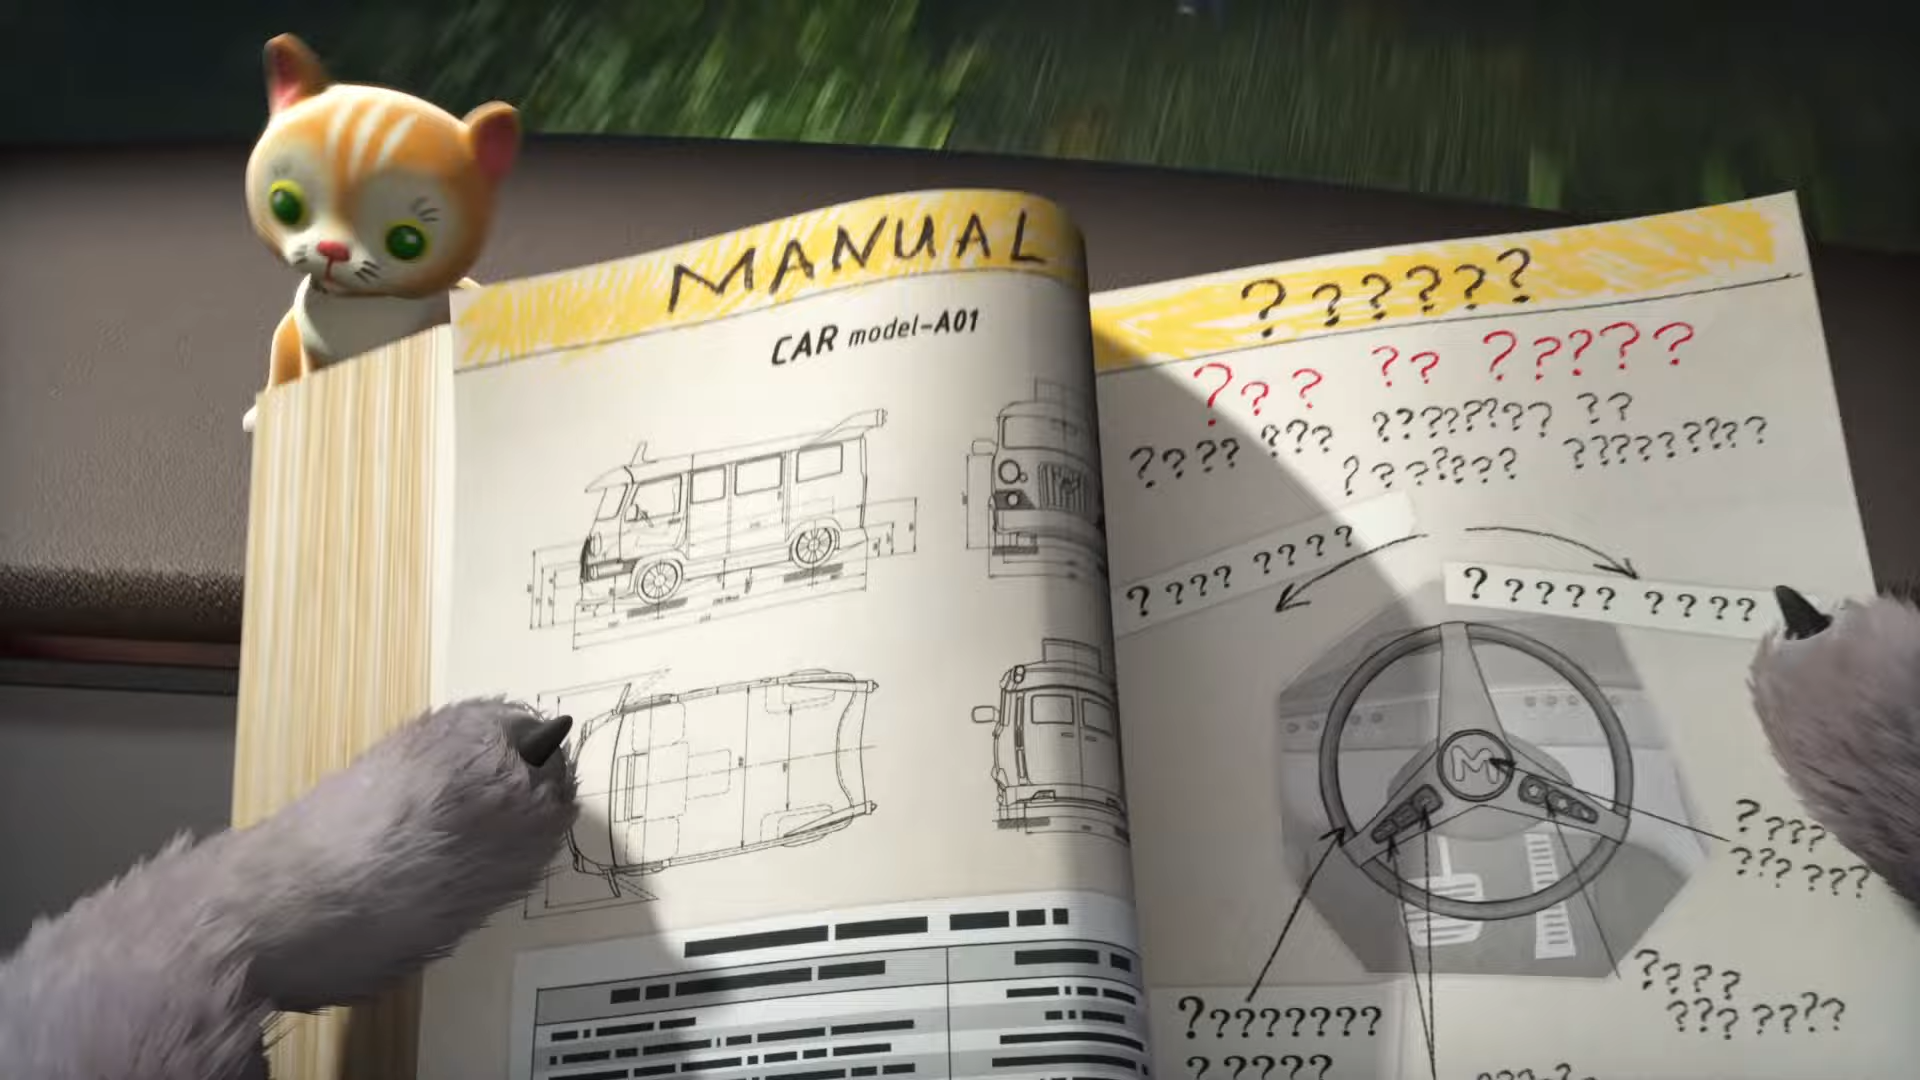 MANUAL
CAR model-A01
? ? ? ? ? ?
? ? ? ? ? ? ? ? ? ?
???? ??? ???????? ??
??????? ?????????
? ??? ????
? ???? ????
M
????
??? ???
????
??? ????
?????????
? ????